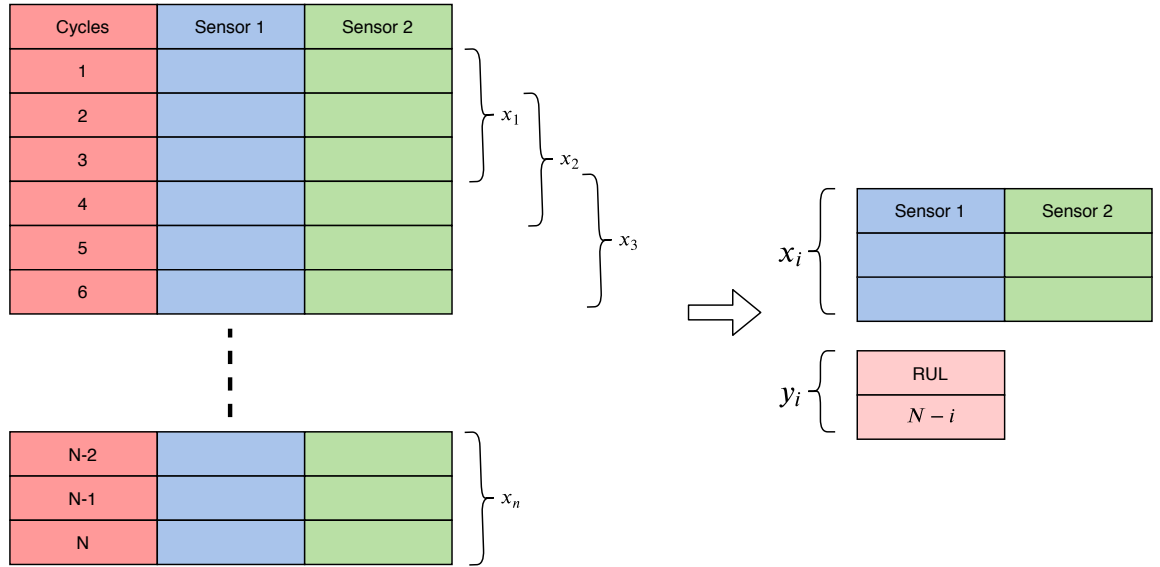 Cycles Sensor 1 Sensor 2
1
2
3
4
5
6
x₁
x₂
x₃
N-2
N-1
N
xₙ
xᵢ
Sensor 1 Sensor 2
yᵢ
RUL
N − i